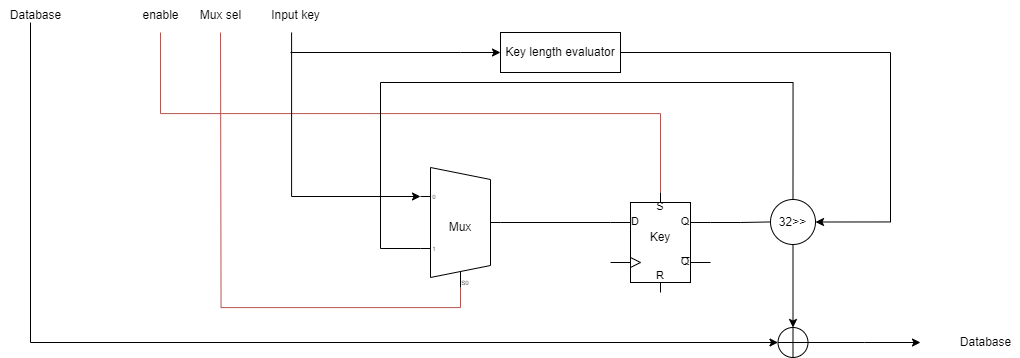 Database
enable
Mux sel
Input key
Key length evaluator
0
Mux
1
S0
S
D
Q
Key
Q
R
32>>
Database